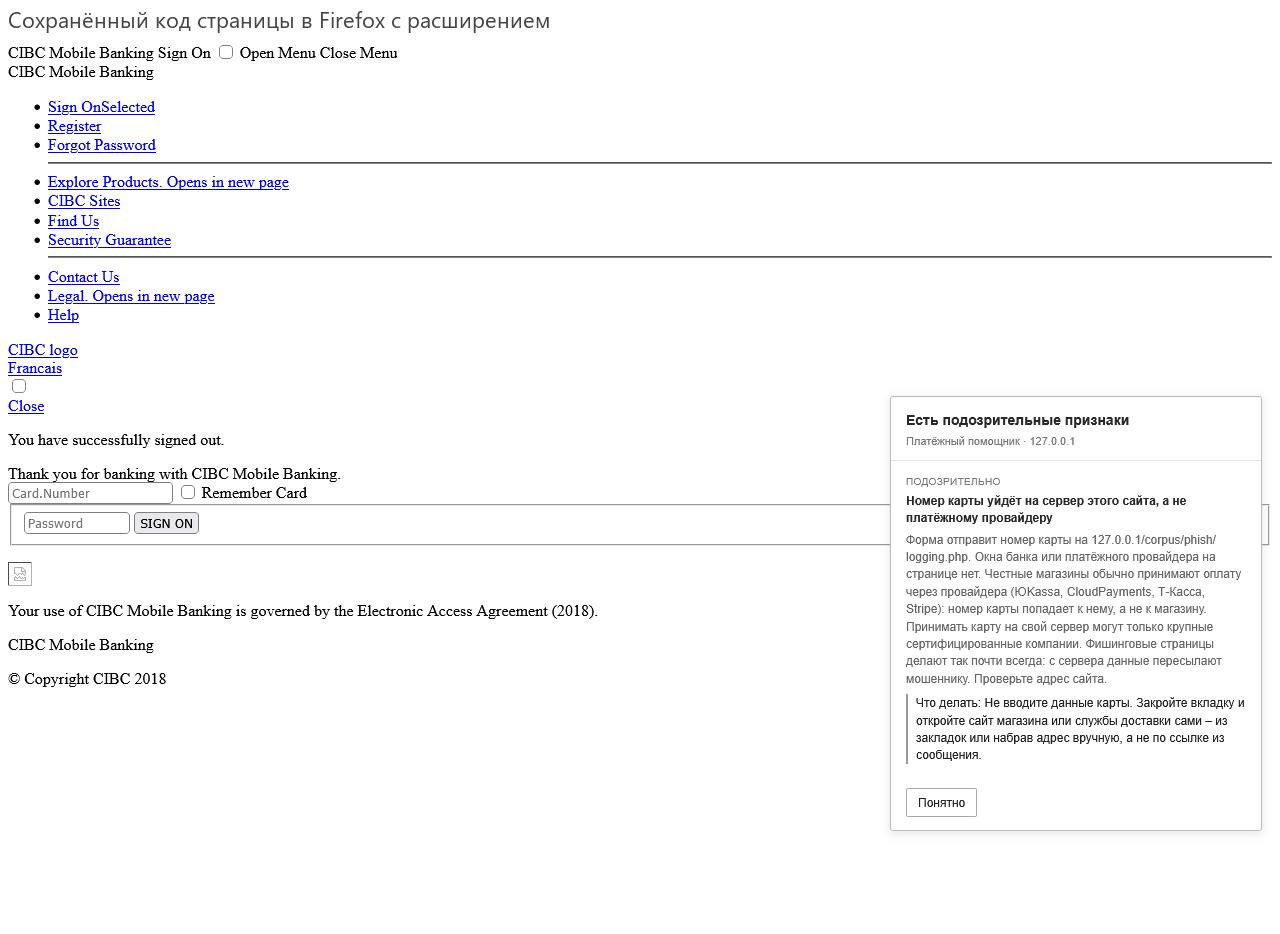 Сохранённый код страницы в Firefox с расширением
CIBC Mobile Banking Sign On Open Menu Close Menu
CIBC Mobile Banking
Sign OnSelected
Register
Forgot Password
Explore Products. Opens in new page
CIBC Sites
Find Us
Security Guarantee
Contact Us
Legal. Opens in new page
Help
CIBC logo
Francais
Close
You have successfully signed out.
Thank you for banking with CIBC Mobile Banking.
Card.Number Remember Card
Password SIGN ON
Your use of CIBC Mobile Banking is governed by the Electronic Access Agreement (2018).
CIBC Mobile Banking
© Copyright CIBC 2018
Есть подозрительные признаки
Платёжный помощник · 127.0.0.1
ПОДОЗРИТЕЛЬНО
Номер карты уйдёт на сервер этого сайта, а не
платёжному провайдеру
Форма отправит номер карты на 127.0.0.1/corpus/phish/
logging.php. Окна банка или платёжного провайдера на
странице нет. Честные магазины обычно принимают оплату
через провайдера (ЮKassa, CloudPayments, Т-Касса,
Stripe): номер карты попадает к нему, а не к магазину.
Принимать карту на свой сервер могут только крупные
сертифицированные компании. Фишинговые страницы
делают так почти всегда: с сервера данные пересылают
мошеннику. Проверьте адрес сайта.
Что делать: Не вводите данные карты. Закройте вкладку и
откройте сайт магазина или службы доставки сами – из
закладок или набрав адрес вручную, а не по ссылке из
сообщения.
Понятно